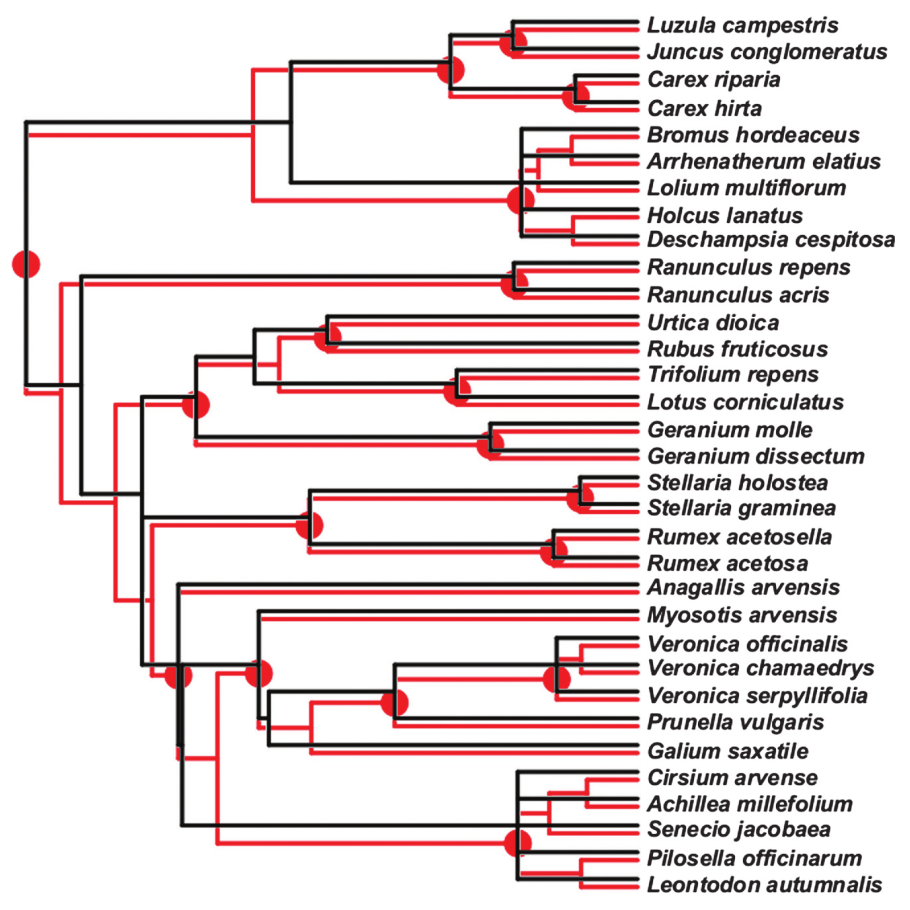 Luzula campestris
Juncus conglomeratus
Carex riparia
Carex hirta
Bromus hordeaceus
Arrhenatherum elatius
Lolium multiflorum
Holcus lanatus
Deschampsia cespitosa
Ranunculus repens
Ranunculus acris
Urtica dioica
Rubus fruticosus
Trifolium repens
Lotus corniculatus
Geranium molle
Geranium dissectum
Stellaria holostea
Stellaria graminea
Rumex acetosella
Rumex acetosa
Anagallis arvensis
Myosotis arvensis
Veronica officinalis
Veronica chamaedrys
Veronica serpyllifolia
Prunella vulgaris
Galium saxatile
Cirsium arvense
Achillea millefolium
Senecio jacobaea
Pilosella officinarum
Leontodon autumnalis